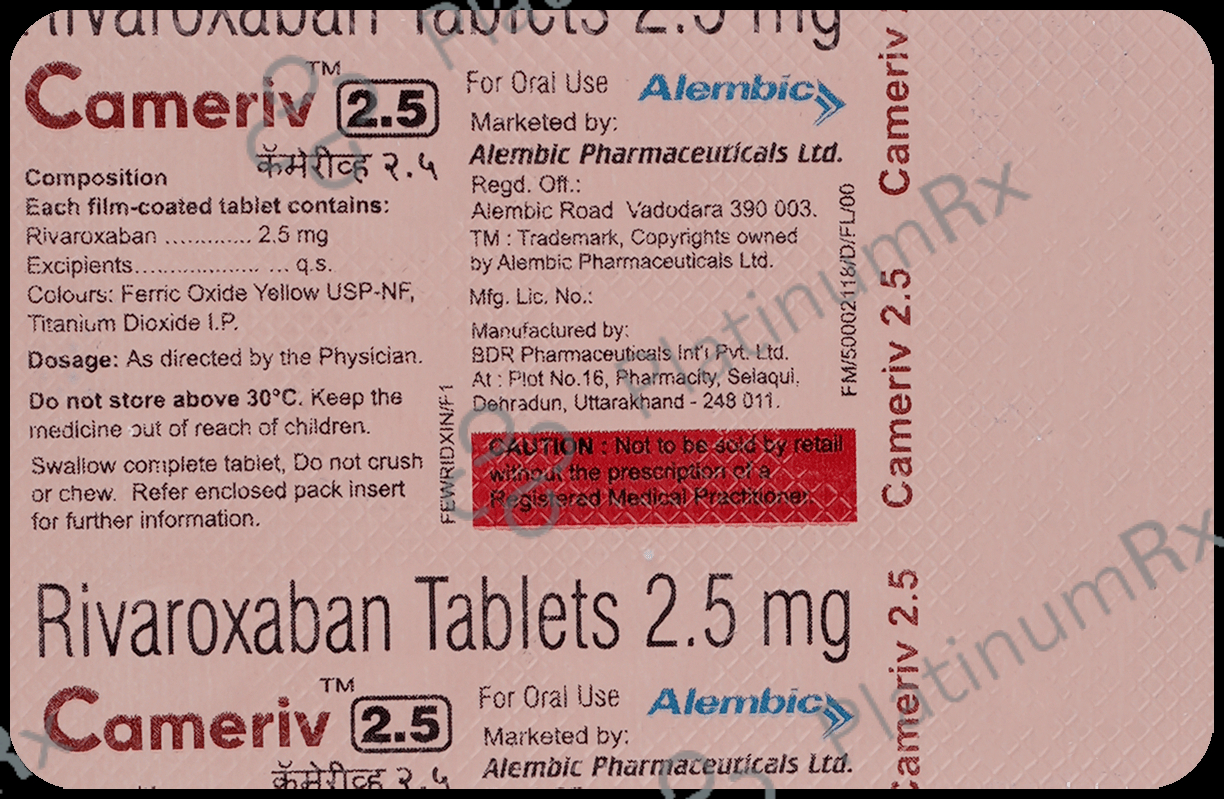 Rivaroxaban Tablets 2.5 mg
Cameriv™ 2.5
कॅमेरीव्ह २.५
Composition
Each film-coated tablet contains:
Rivaroxaban ............. 2.5 mg
Excipients................... ... q.s.
Colours: Ferric Oxide Yellow USP-NF,
Titanium Dioxide I.P.
Dosage: As directed by the Physician.
Do not store above 30°C. Keep the
medicine out of reach of children.
Swallow complete tablet, Do not crush
or chew. Refer enclosed pack insert
for further information.
FEWRIDXIN/F1
For Oral Use Alembic
Marketed by:
Alembic Pharmaceuticals Ltd.
Regd. Off.:
Alembic Road Vadodara 390 003.
TM : Trademark, Copyrights owned
by Alembic Pharmaceuticals Ltd.
Mfg. Lic. No.:
Manufactured by:
BDR Pharmaceuticals Int'l Pvt. Ltd.
At : Plot No.16, Pharmacity, Selaqui,
Dehradun, Uttarakhand - 248 011.
CAUTION : Not to be sold by retail
without the prescription of a
Registered Medical Practitioner.
FM/50002118/D/FL/00
Cameriv
Cameriv 2.5
Cameriv 2.5
Rivaroxaban Tablets 2.5 mg
Cameriv™ 2.5
कॅमेरीव्ह २.५
For Oral Use Alembic
Marketed by:
Alembic Pharmaceuticals Ltd.
PlatinumRx
PlatinumRx